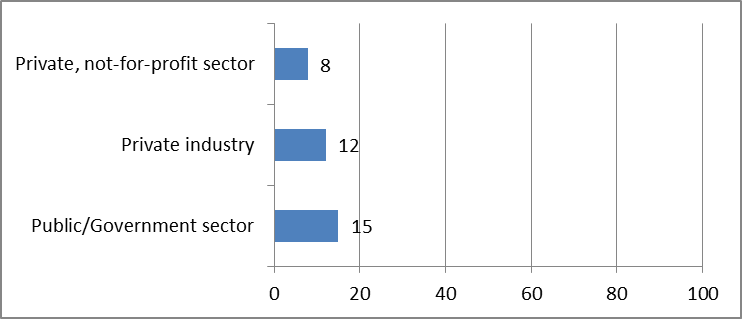 Private, not-for-profit sector 8
Private industry 12
Public/Government sector 15
0 20 40 60 80 100